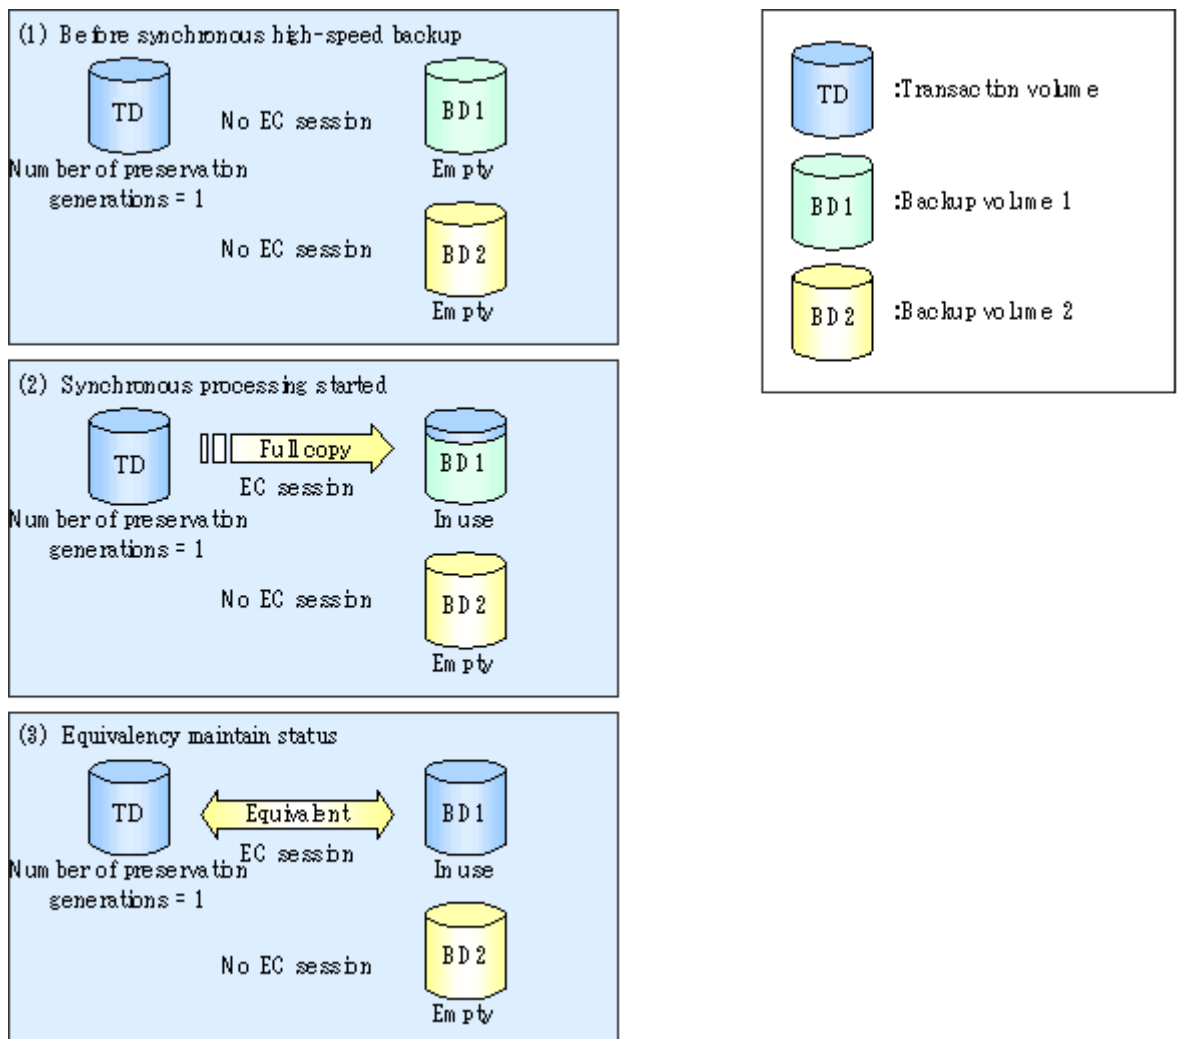 (1) Before synchronous high-speed backup
TD
No EC session
BD1
Number of preservation
generations = 1
Empty
No EC session
BD2
Empty
(2) Synchronous processing started
TD
Full copy
BD1
EC session
Number of preservation
generations = 1
In use
No EC session
BD2
Empty
(3) Equivalency maintain status
TD
Equivalent
BD1
EC session
Number of preservation
generations = 1
In use
No EC session
BD2
Empty
TD :Transaction volume
BD1 :Backup volume 1
BD2 :Backup volume 2